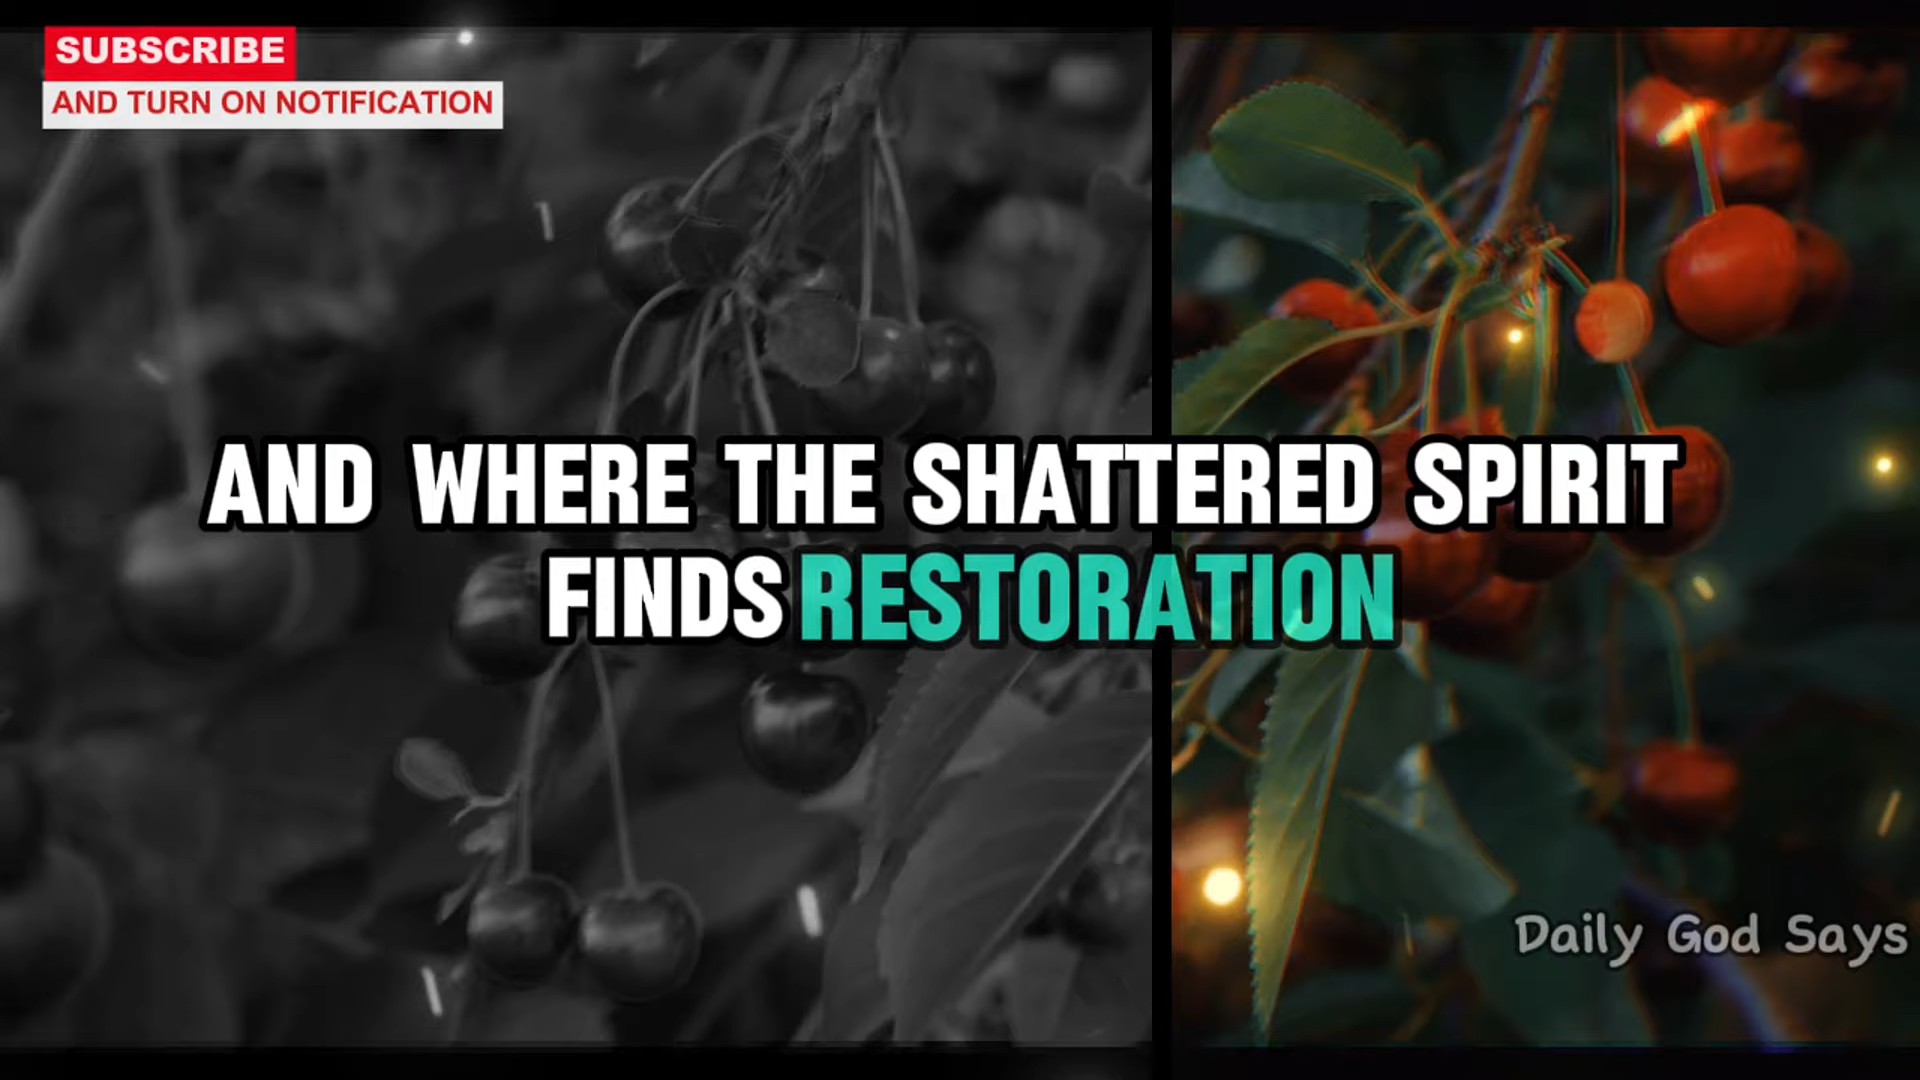 SUBSCRIBE
AND TURN ON NOTIFICATION
AND WHERE THE SHATTERED SPIRIT
FINDS RESTORATION
Daily God Says